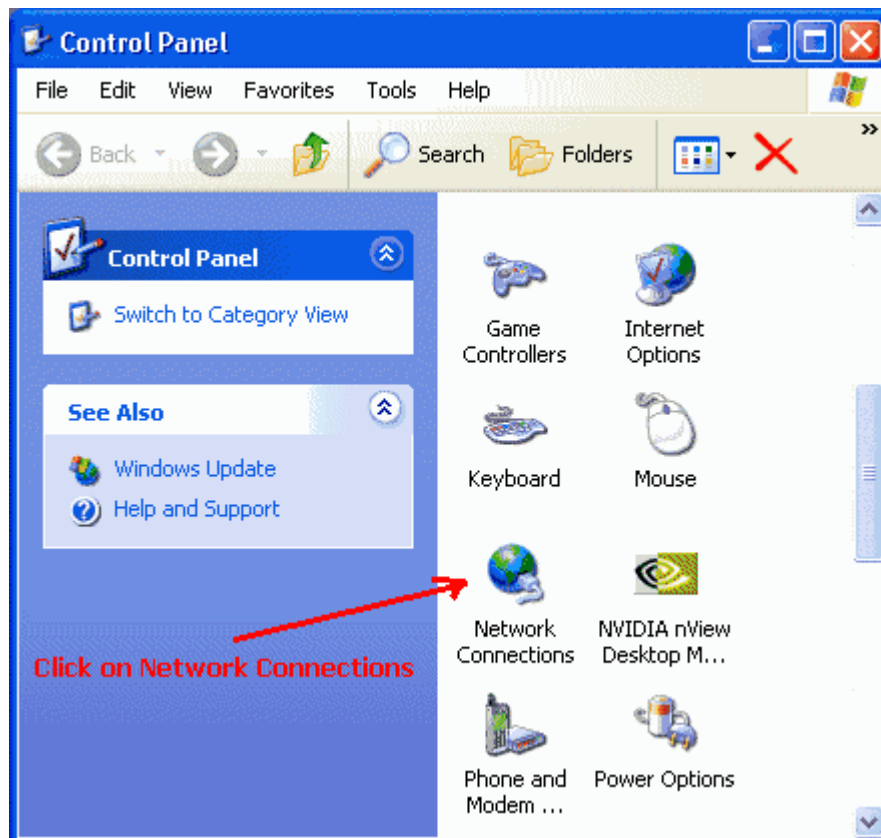 Control Panel
File Edit View Favorites Tools Help
Back Search Folders »
Control Panel
Switch to Category View
See Also
Windows Update
Help and Support
Click on Network Connections
Game
Controllers
Internet
Options
Keyboard
Mouse
Network
Connections
NVIDIA nView
Desktop M...
Phone and
Modem ...
Power Options